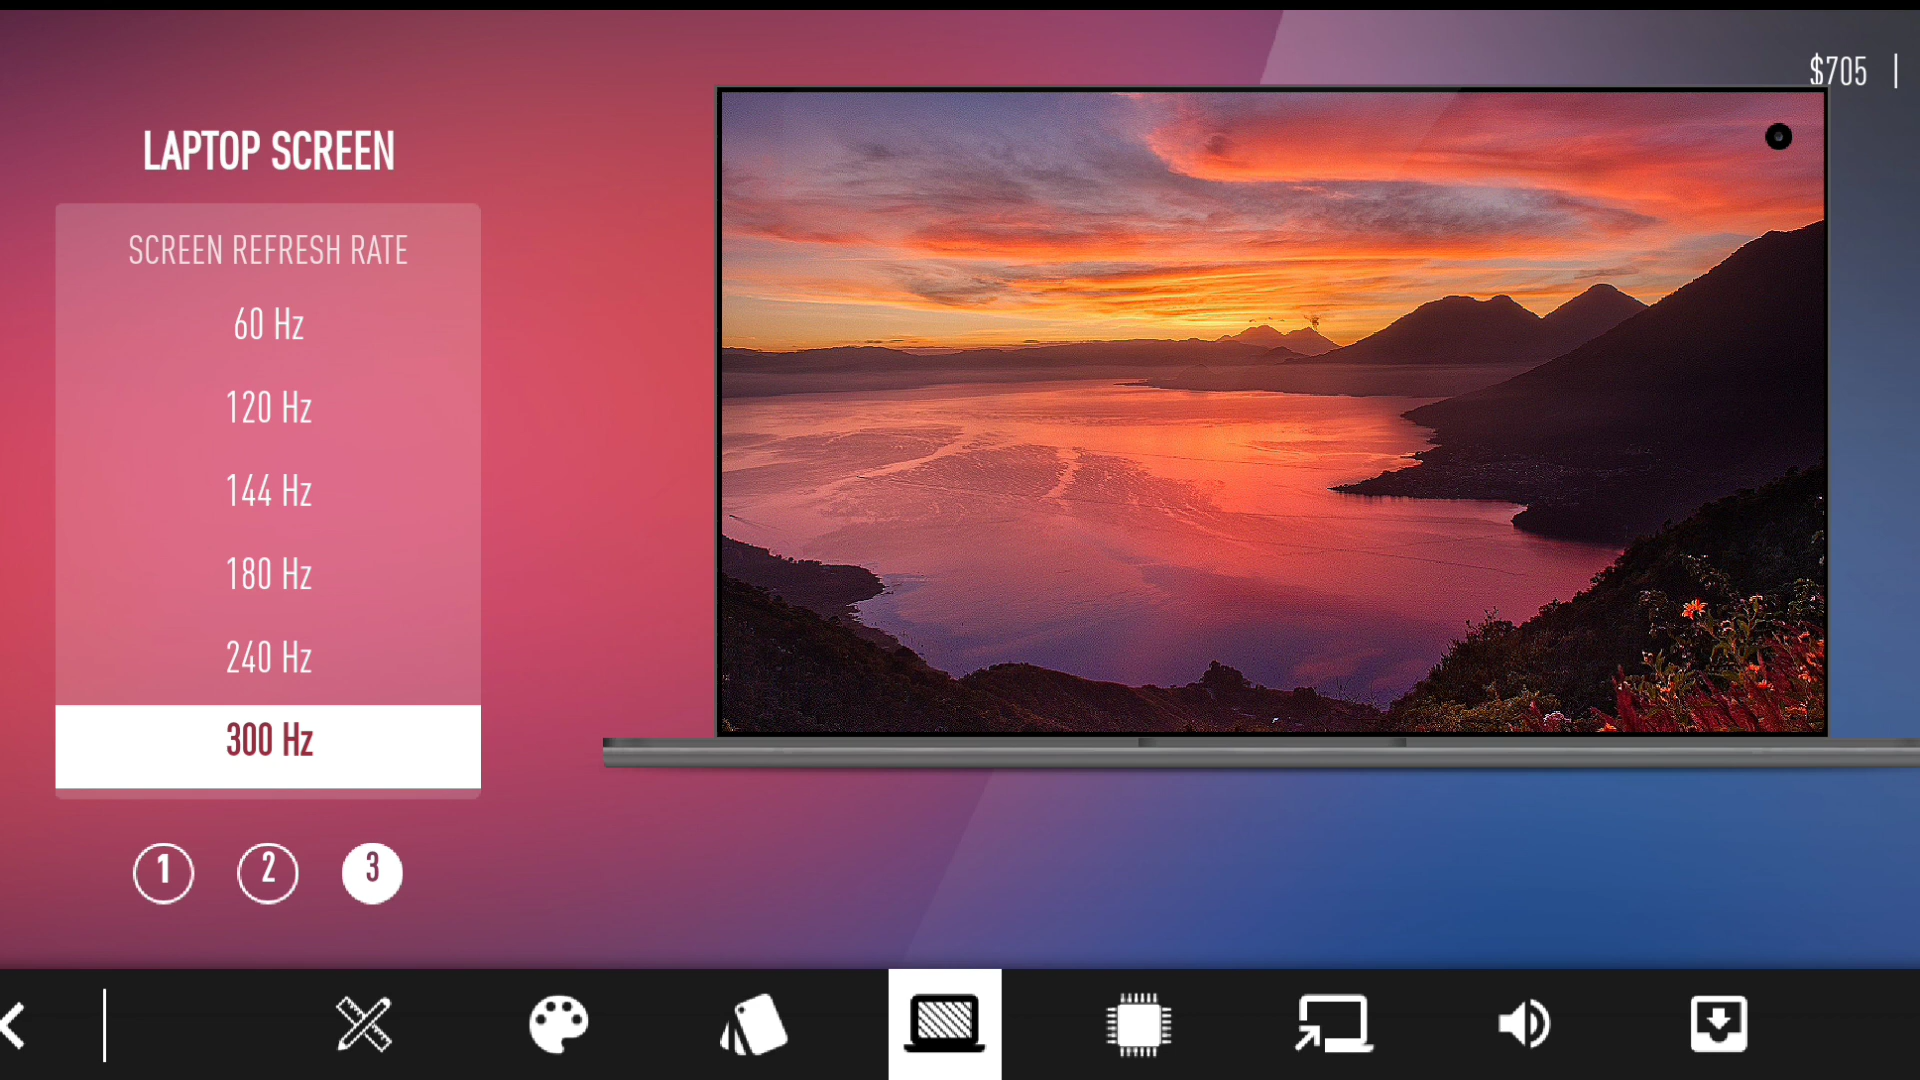 $705 |
LAPTOP SCREEN
SCREEN REFRESH RATE
60 Hz
120 Hz
144 Hz
180 Hz
240 Hz
300 Hz
1 2 3